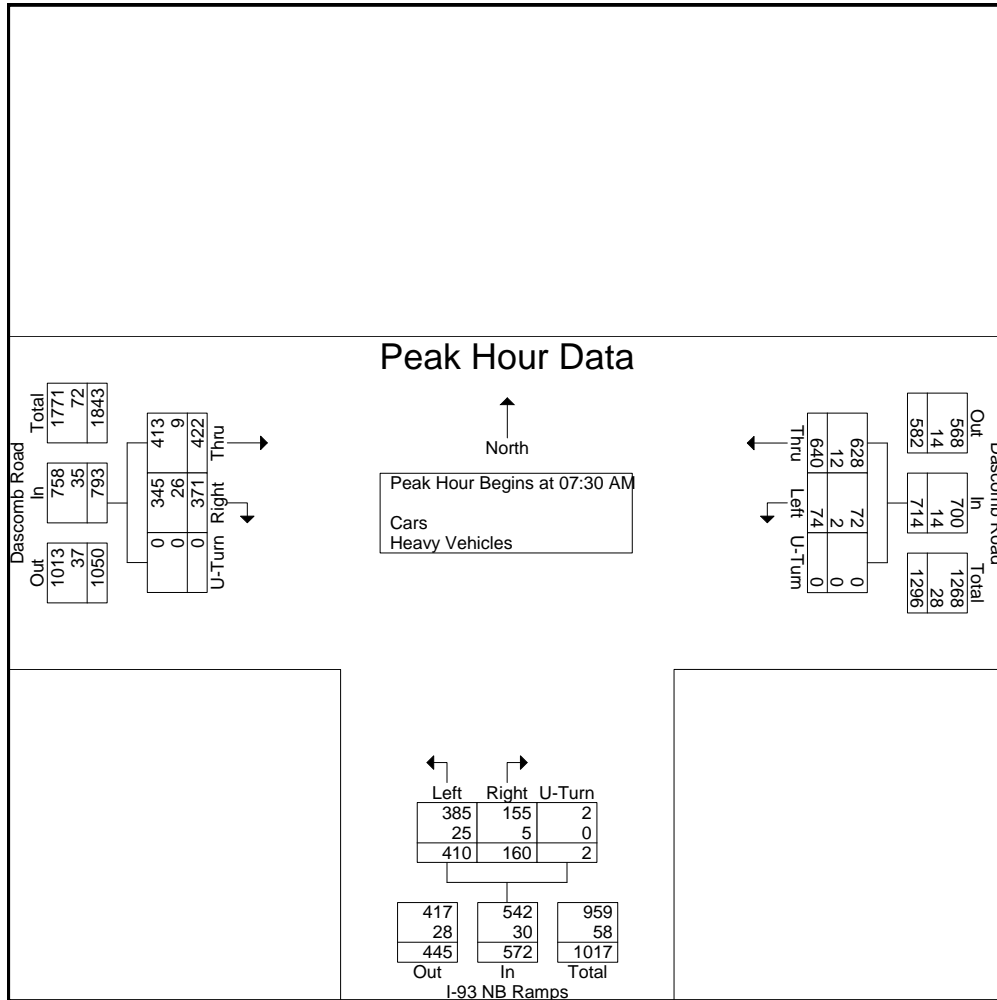 Peak Hour Data
North
Peak Hour Begins at 07:30 AM
Cars
Heavy Vehicles
Dascomb Road
Out In Total
1013 758 1771
37 35 72
1050 793 1843
0 345 413
0 26 9
0 371 422
U-Turn Right Thru
Dascomb Road
Out In Total
568 700 1268
14 14 28
582 714 1296
628 72 0
12 2 0
640 74 0
Thru Left U-Turn
Left Right U-Turn
385 155 2
25 5 0
410 160 2
417 542 959
28 30 58
445 572 1017
Out In Total
I-93 NB Ramps